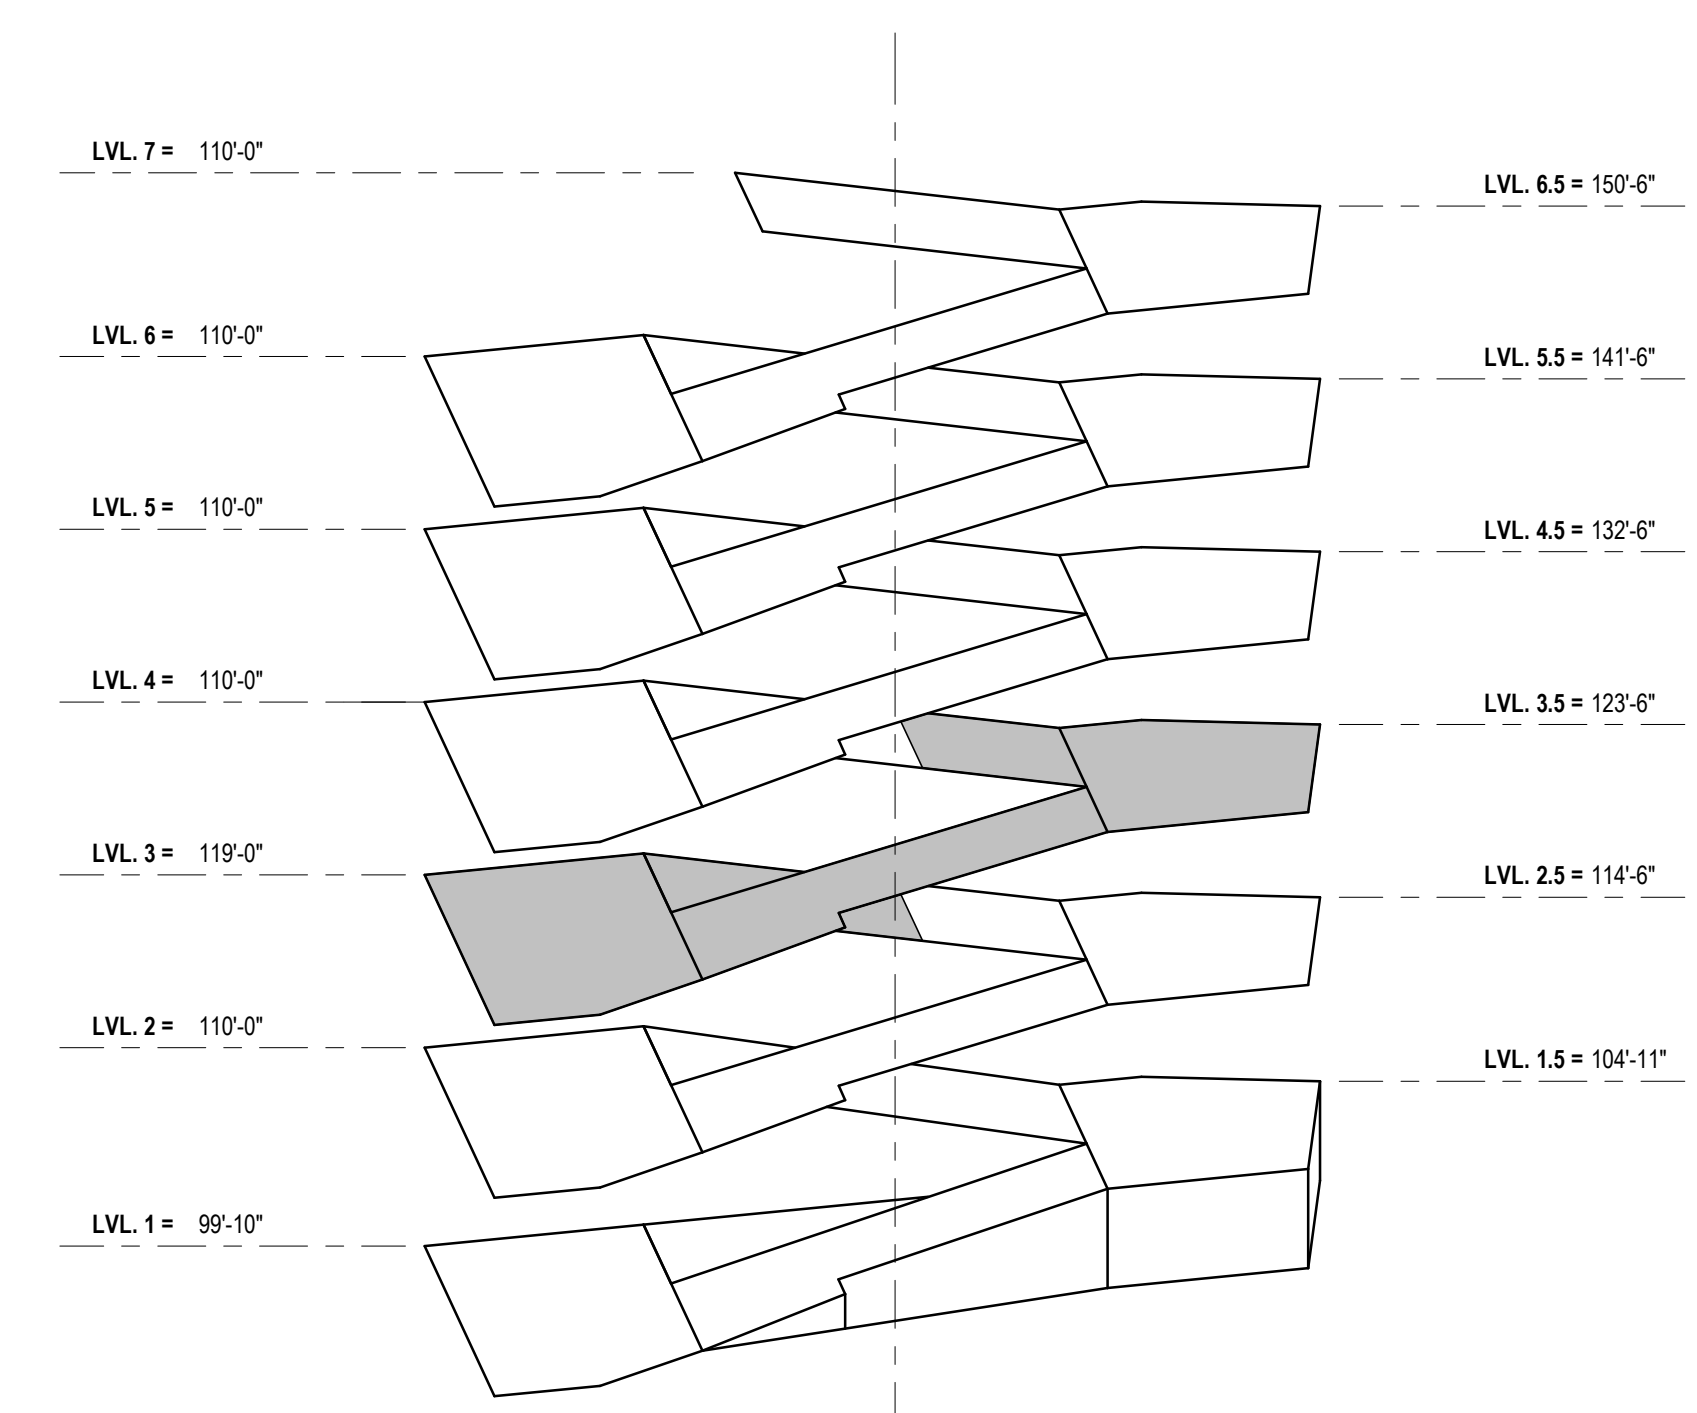 LVL. 7 = 110'-0"
LVL. 6.5 = 150'-6"
LVL. 6 = 110'-0"
LVL. 5.5 = 141'-6"
LVL. 5 = 110'-0"
LVL. 4.5 = 132'-6"
LVL. 4 = 110'-0"
LVL. 3.5 = 123'-6"
LVL. 3 = 119'-0"
LVL. 2.5 = 114'-6"
LVL. 2 = 110'-0"
LVL. 1.5 = 104'-11"
LVL. 1 = 99'-10"